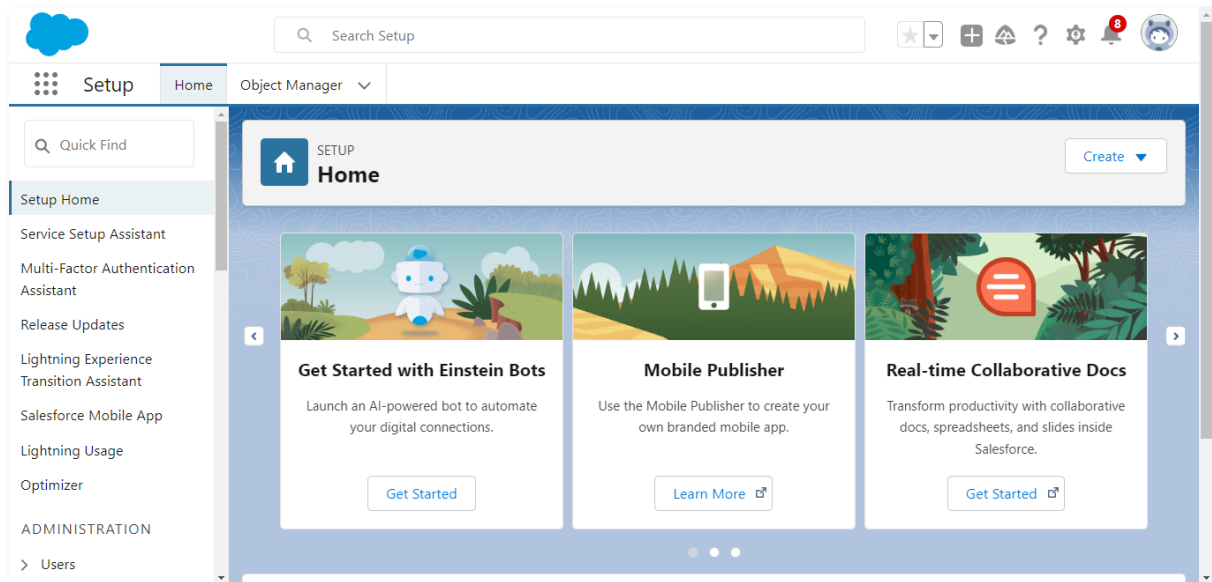 Search Setup
8
Setup
Home
Object Manager
Quick Find
Setup Home
Service Setup Assistant
Multi-Factor Authentication
Assistant
Release Updates
Lightning Experience
Transition Assistant
Salesforce Mobile App
Lightning Usage
Optimizer
ADMINISTRATION
Users
SETUP
Home
Create
Get Started with Einstein Bots
Launch an AI-powered bot to automate
your digital connections.
Get Started
Mobile Publisher
Use the Mobile Publisher to create your
own branded mobile app.
Learn More
Real-time Collaborative Docs
Transform productivity with collaborative
docs, spreadsheets, and slides inside
Salesforce.
Get Started